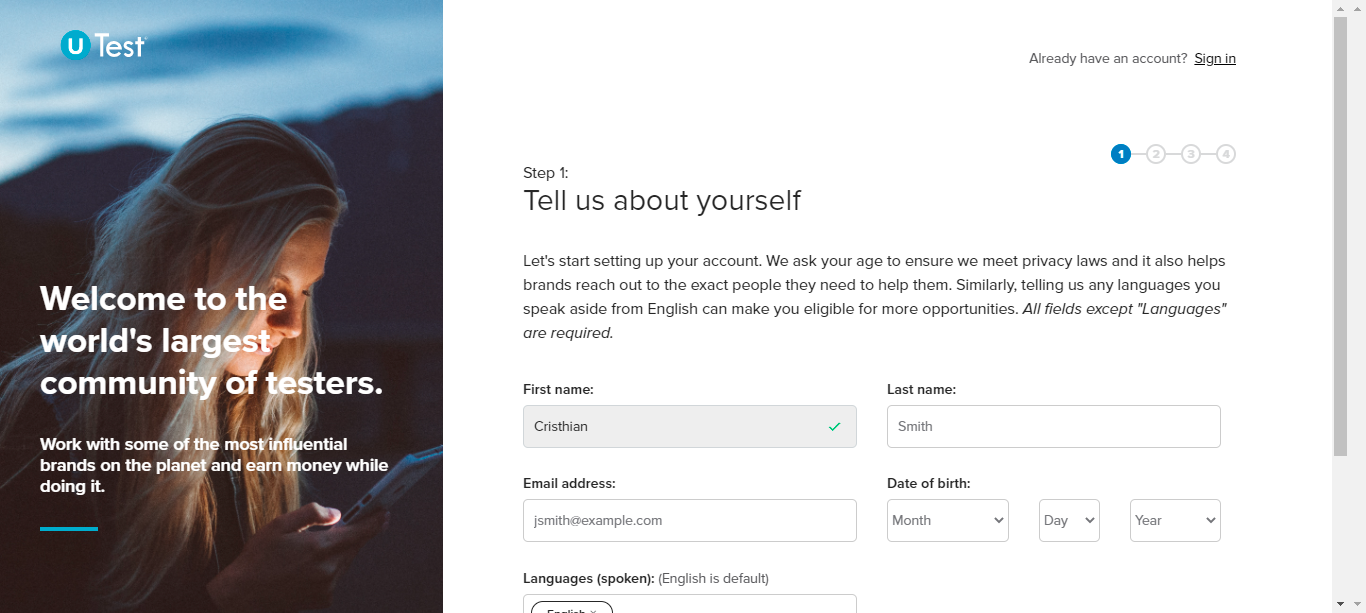 U Test
Already have an account? Sign in
1 2 3 4
Step 1:
Tell us about yourself
Let's start setting up your account. We ask your age to ensure we meet privacy laws and it also helps
brands reach out to the exact people they need to help them. Similarly, telling us any languages you
speak aside from English can make you eligible for more opportunities. All fields except "Languages"
are required.
Welcome to the
world's largest
community of testers.
Work with some of the most influential
brands on the planet and earn money while
doing it.
First name: Last name:
Cristhian Smith
Email address: Date of birth:
jsmith@example.com Month Day Year
Languages (spoken): (English is default)
English ×